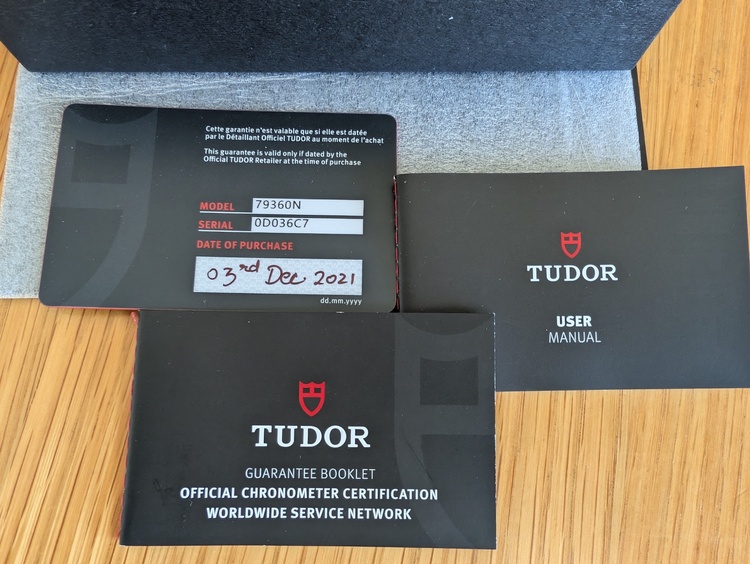 Cette garantie n'est valable que si elle est datée
par le Détaillant Officiel TUDOR au moment de l'achat
This guarantee is valid only if dated by the
Official TUDOR Retailer at the time of purchase
MODEL 79360N
SERIAL 0D036C7
DATE OF PURCHASE
03rd Dec 2021
dd.mm.yyyy
TUDOR
USER
MANUAL
TUDOR
GUARANTEE BOOKLET
OFFICIAL CHRONOMETER CERTIFICATION
WORLDWIDE SERVICE NETWORK